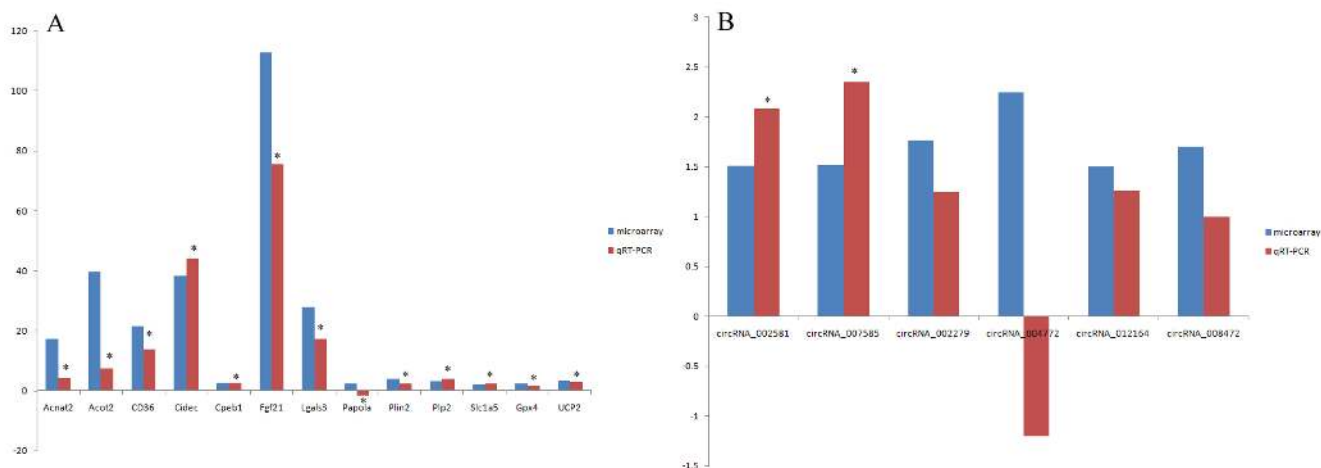 A
120
100
80
60
40
20
0
-20
* * * * * * * * * * * * *
Acnat2 Acot2 CD36 Cidec Cpeb1 Fgf21 Lgals3 Papola Plin2 Plp2 Slc1a5 Gpx4 UCP2
microarray
qRT-PCR
B
3
2.5
2
1.5
1
0.5
0
-0.5
-1
-1.5
* *
circRNA_002581 circRNA_007585 circRNA_002279 circRNA_004772 circRNA_012164 circRNA_008472
microarray
qRT-PCR